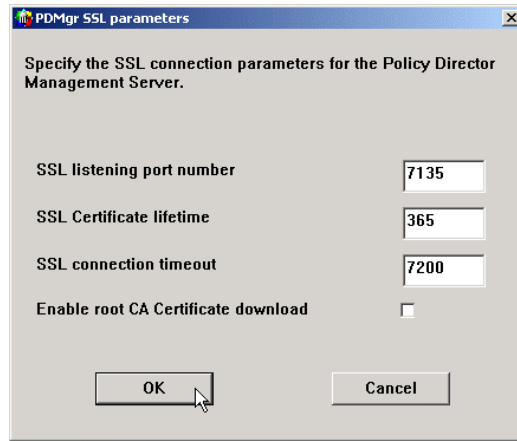 PDMgr SSL parameters
Specify the SSL connection parameters for the Policy Director
Management Server.
SSL listening port number 7135
SSL Certificate lifetime 365
SSL connection timeout 7200
Enable root CA Certificate download
OK Cancel